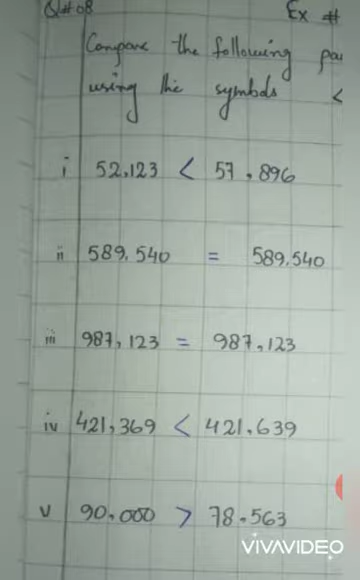 Q#08 Ex #
Compare the following pa
using the symbols <
i 52,123 < 57,896
ii 589,540 = 589,540
iii 987,123 = 987,123
iv 421,369 < 421,639
v 90,000 > 78,563
VIVAVIDEO